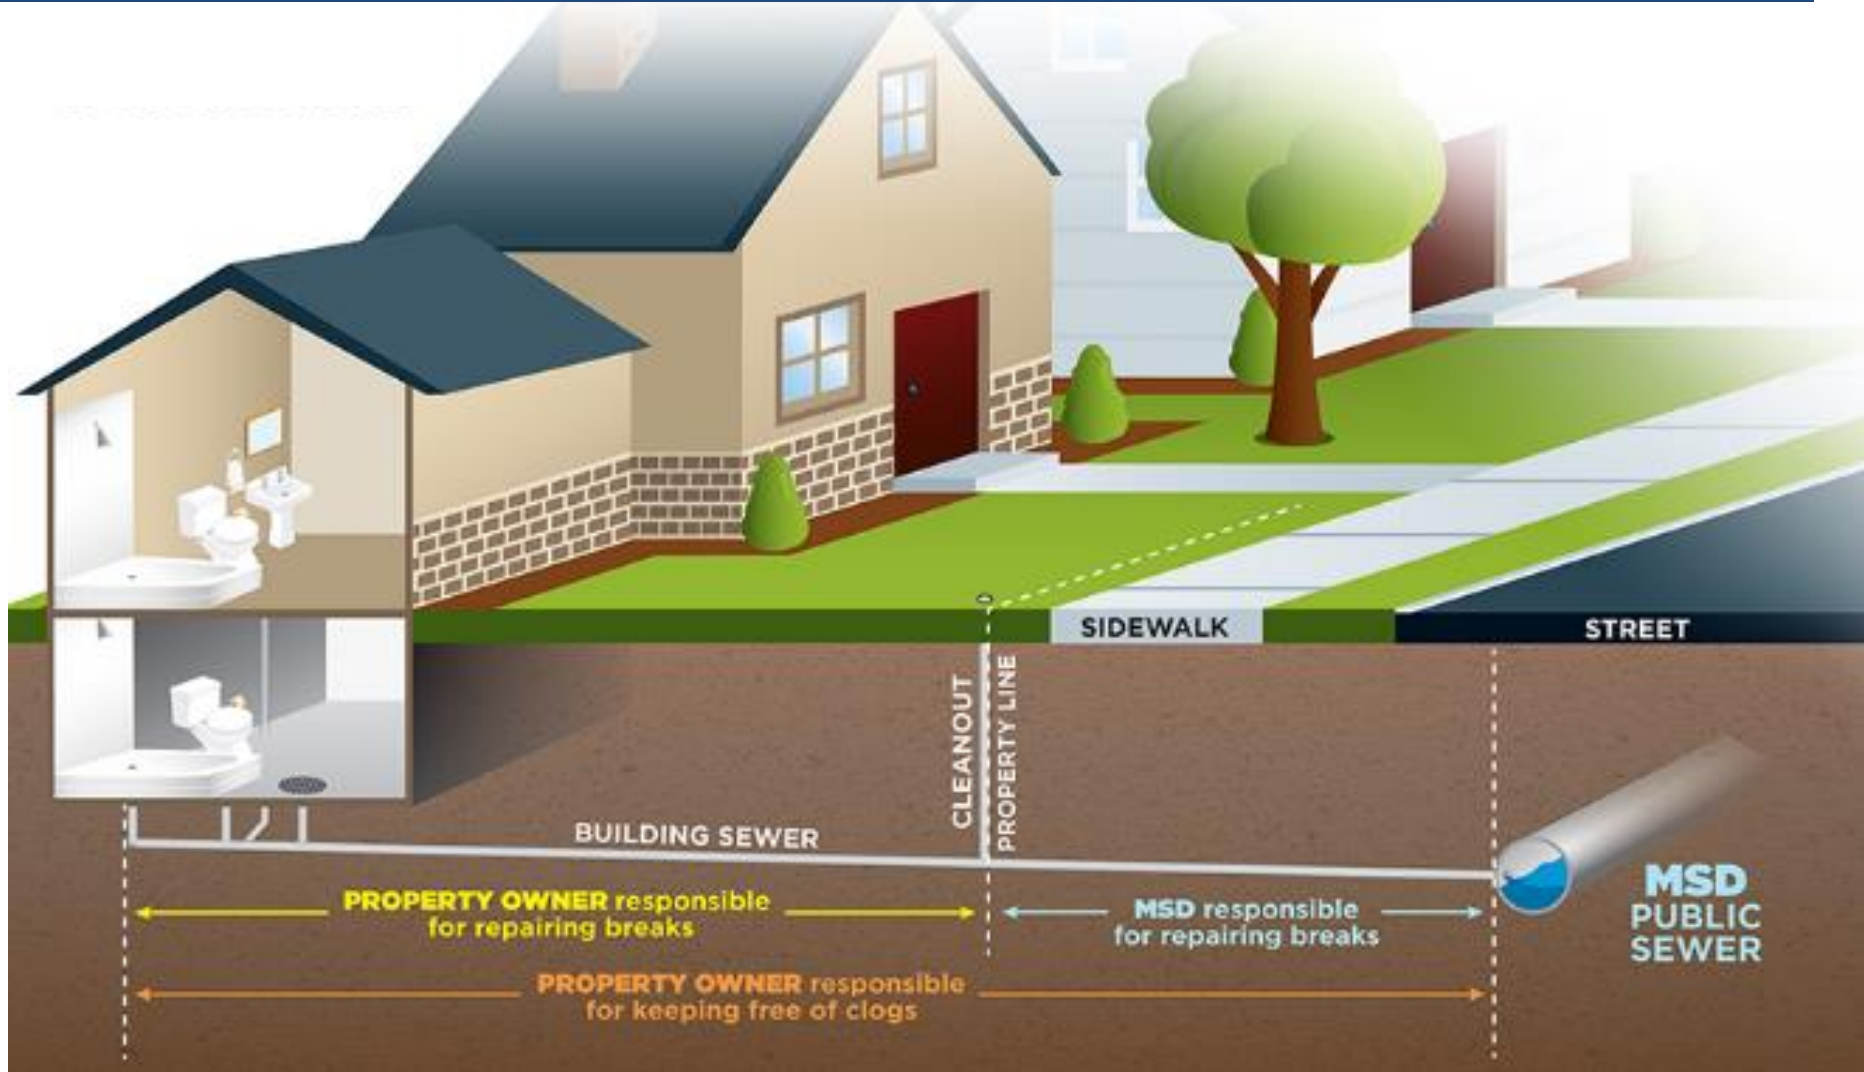 SIDEWALK
STREET
CLEANOUT
PROPERTY LINE
BUILDING SEWER
PROPERTY OWNER responsible
for repairing breaks
MSD responsible
for repairing breaks
MSD
PUBLIC
SEWER
PROPERTY OWNER responsible
for keeping free of clogs